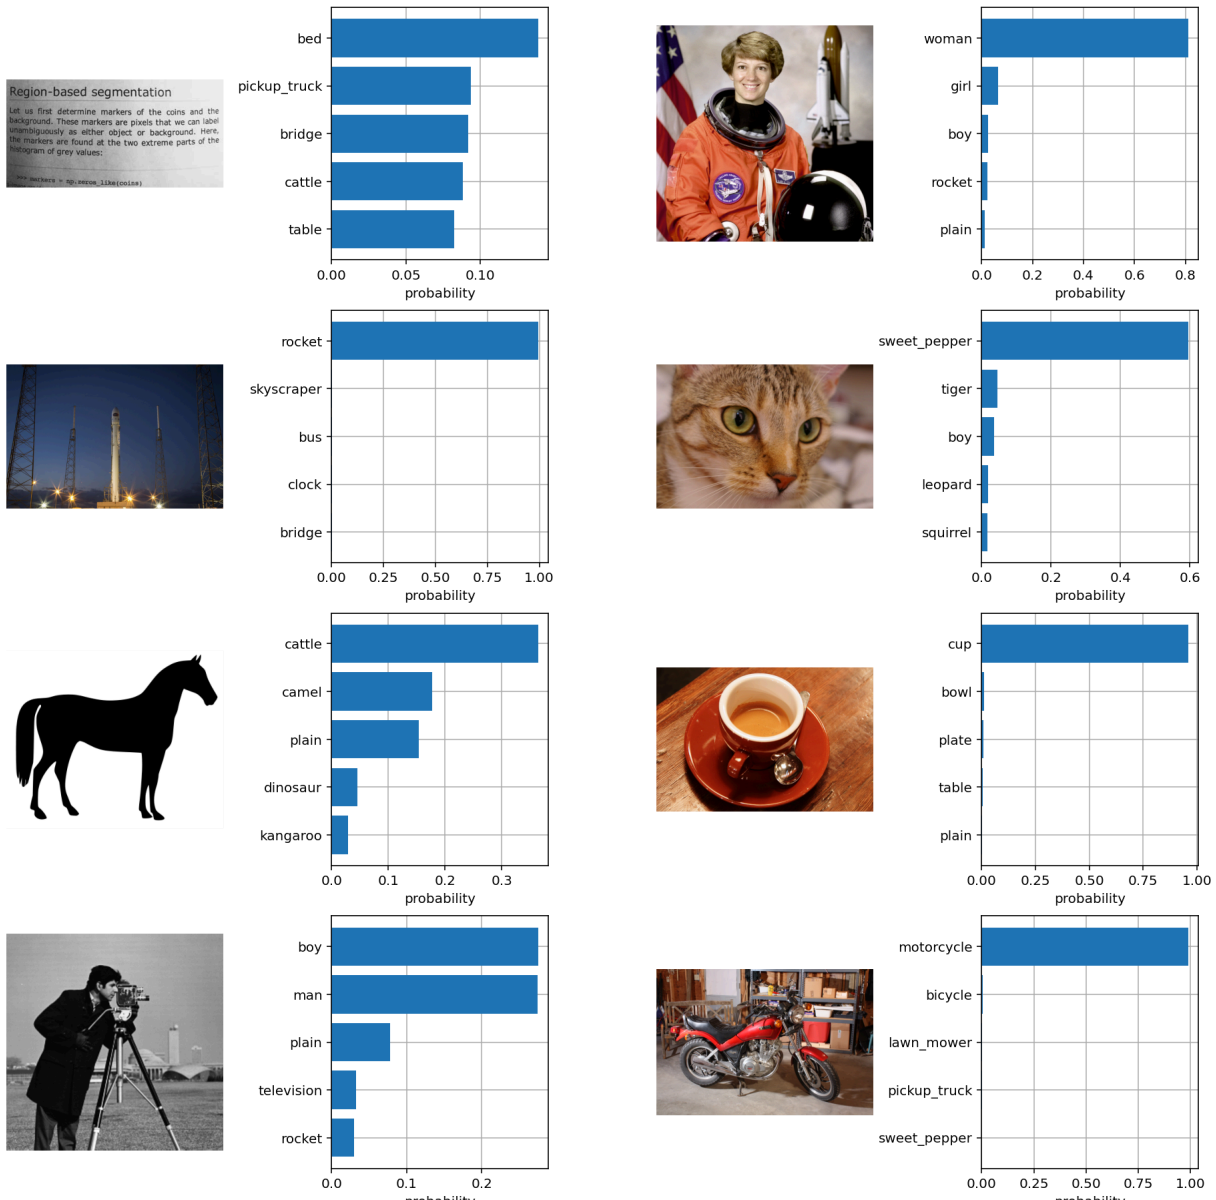 bed
pickup_truck
bridge
cattle
table
0.00 0.05 0.10
probability
Region-based segmentation
Let us first determine markers of the coins and the
background. These markers are pixels that we can label
unambiguously as either object or background. Here,
the markers are found at the two extreme parts of the
histogram of grey values:
>>> markers = np.zeros_like(coins)
woman
girl
boy
rocket
plain
0.0 0.2 0.4 0.6 0.8
probability
rocket
skyscraper
bus
clock
bridge
0.00 0.25 0.50 0.75 1.00
probability
sweet_pepper
tiger
boy
leopard
squirrel
0.0 0.2 0.4 0.6
probability
cattle
camel
plain
dinosaur
kangaroo
0.0 0.1 0.2 0.3
probability
cup
bowl
plate
table
plain
0.00 0.25 0.50 0.75 1.00
probability
boy
man
plain
television
rocket
0.0 0.1 0.2
probability
motorcycle
bicycle
lawn_mower
pickup_truck
sweet_pepper
0.00 0.25 0.50 0.75 1.00
probability